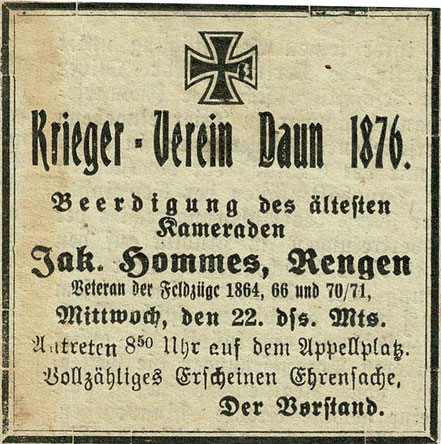 Krieger-Verein Daun 1876.
Beerdigung des ältesten
Kameraden
Jak. Hommes, Rengen
Veteran der Feldzüge 1864, 66 und 70/71,
Mittwoch, den 22. dſs. Mts.
Antreten 8⁵⁰ Uhr auf dem Appellplatz.
Vollzähliges Erscheinen Ehrensache,
Der Vorstand.